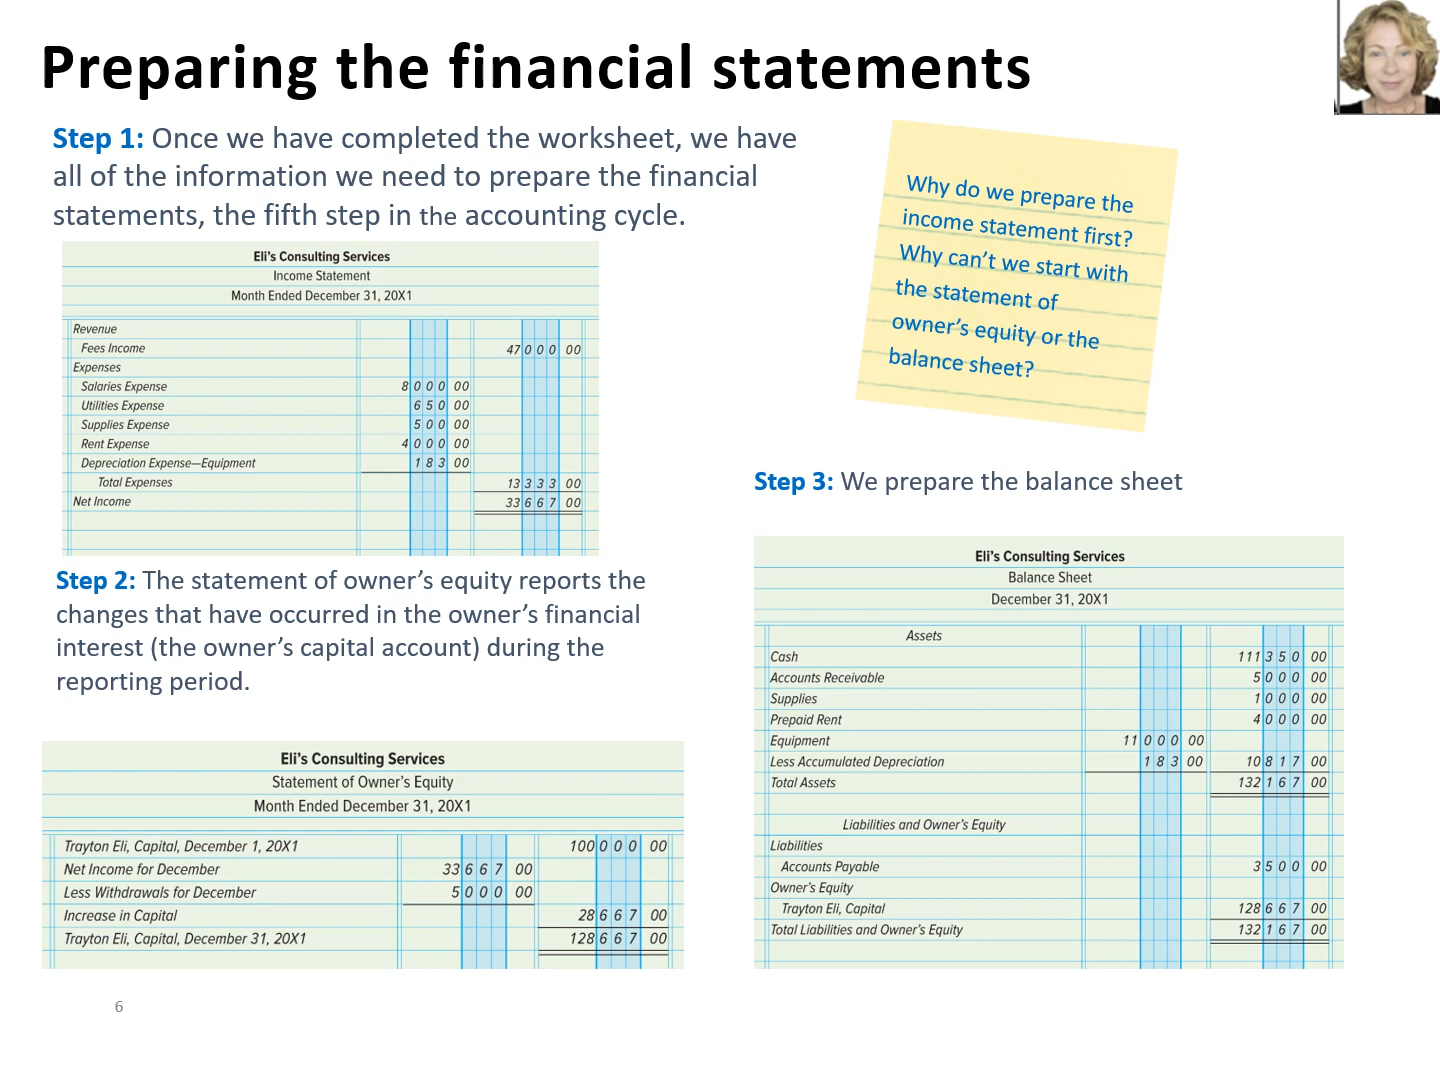 Preparing the financial statements
Step 1: Once we have completed the worksheet, we have
all of the information we need to prepare the financial
statements, the fifth step in the accounting cycle.
Eli's Consulting Services
Income Statement
Month Ended December 31, 20X1
Revenue
Fees Income 47 0 0 0 00
Expenses
Salaries Expense 8 0 0 0 00
Utilities Expense 6 5 0 00
Supplies Expense 5 0 0 00
Rent Expense 4 0 0 0 00
Depreciation Expense—Equipment 1 8 3 00
Total Expenses 13 3 3 3 00
Net Income 33 6 6 7 00
Why do we prepare the
income statement first?
Why can't we start with
the statement of
owner's equity or the
balance sheet?
Step 2: The statement of owner's equity reports the
changes that have occurred in the owner's financial
interest (the owner's capital account) during the
reporting period.
Eli's Consulting Services
Statement of Owner's Equity
Month Ended December 31, 20X1
Trayton Eli, Capital, December 1, 20X1 100 0 0 0 00
Net Income for December 33 6 6 7 00
Less Withdrawals for December 5 0 0 0 00
Increase in Capital 28 6 6 7 00
Trayton Eli, Capital, December 31, 20X1 128 6 6 7 00
Step 3: We prepare the balance sheet
Eli's Consulting Services
Balance Sheet
December 31, 20X1
Assets
Cash 111 3 5 0 00
Accounts Receivable 5 0 0 0 00
Supplies 1 0 0 0 00
Prepaid Rent 4 0 0 0 00
Equipment 11 0 0 0 00
Less Accumulated Depreciation 1 8 3 00 10 8 1 7 00
Total Assets 132 1 6 7 00
Liabilities and Owner's Equity
Liabilities
Accounts Payable 3 5 0 0 00
Owner's Equity
Trayton Eli, Capital 128 6 6 7 00
Total Liabilities and Owner's Equity 132 1 6 7 00
6